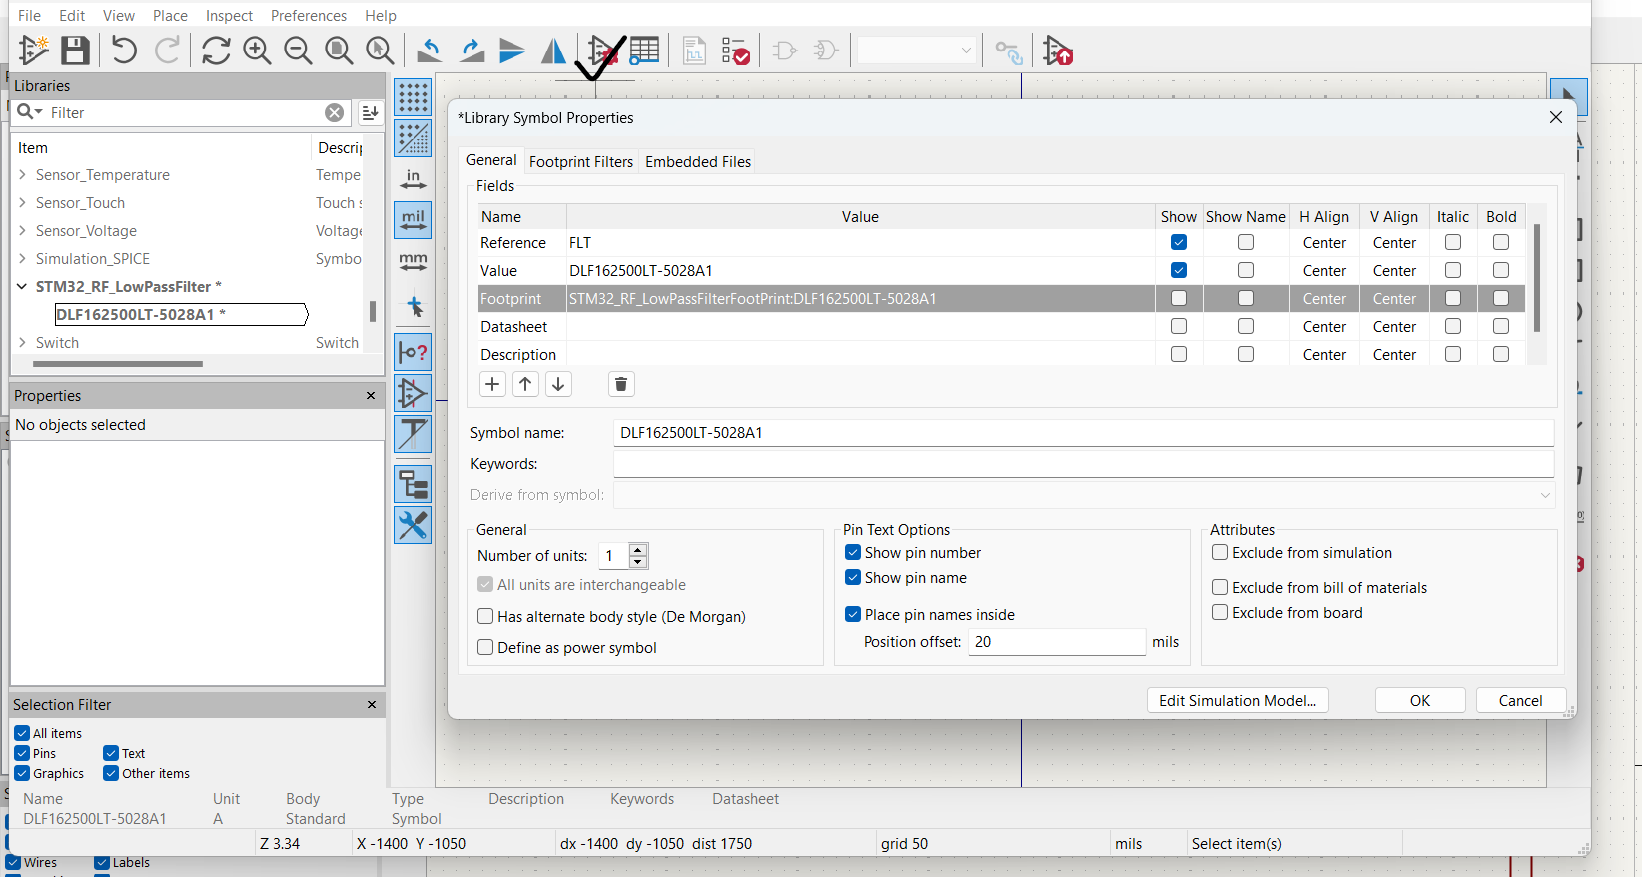 File Edit View Place Inspect Preferences Help
Libraries
Filter
Item Descrip
Sensor_Temperature Tempe
Sensor_Touch Touch s
Sensor_Voltage Voltage
Simulation_SPICE Symbo
STM32_RF_LowPassFilter *
DLF162500LT-5028A1 *
Switch Switch
Properties
No objects selected
Selection Filter
All items
Pins Text
Graphics Other items
in
mil
mm
*Library Symbol Properties
General Footprint Filters Embedded Files
Fields
Name Value Show Show Name H Align V Align Italic Bold
Reference FLT Center Center
Value DLF162500LT-5028A1 Center Center
Footprint STM32_RF_LowPassFilterFootPrint:DLF162500LT-5028A1 Center Center
Datasheet Center Center
Description Center Center
Symbol name: DLF162500LT-5028A1
Keywords:
Derive from symbol:
General
Number of units: 1
All units are interchangeable
Has alternate body style (De Morgan)
Define as power symbol
Pin Text Options
Show pin number
Show pin name
Place pin names inside
Position offset: 20 mils
Attributes
Exclude from simulation
Exclude from bill of materials
Exclude from board
Edit Simulation Model... OK Cancel
Name Unit Body Type Description Keywords Datasheet
DLF162500LT-5028A1 A Standard Symbol
Z 3.34 X -1400 Y -1050 dx -1400 dy -1050 dist 1750 grid 50 mils Select item(s)
Wires Labels